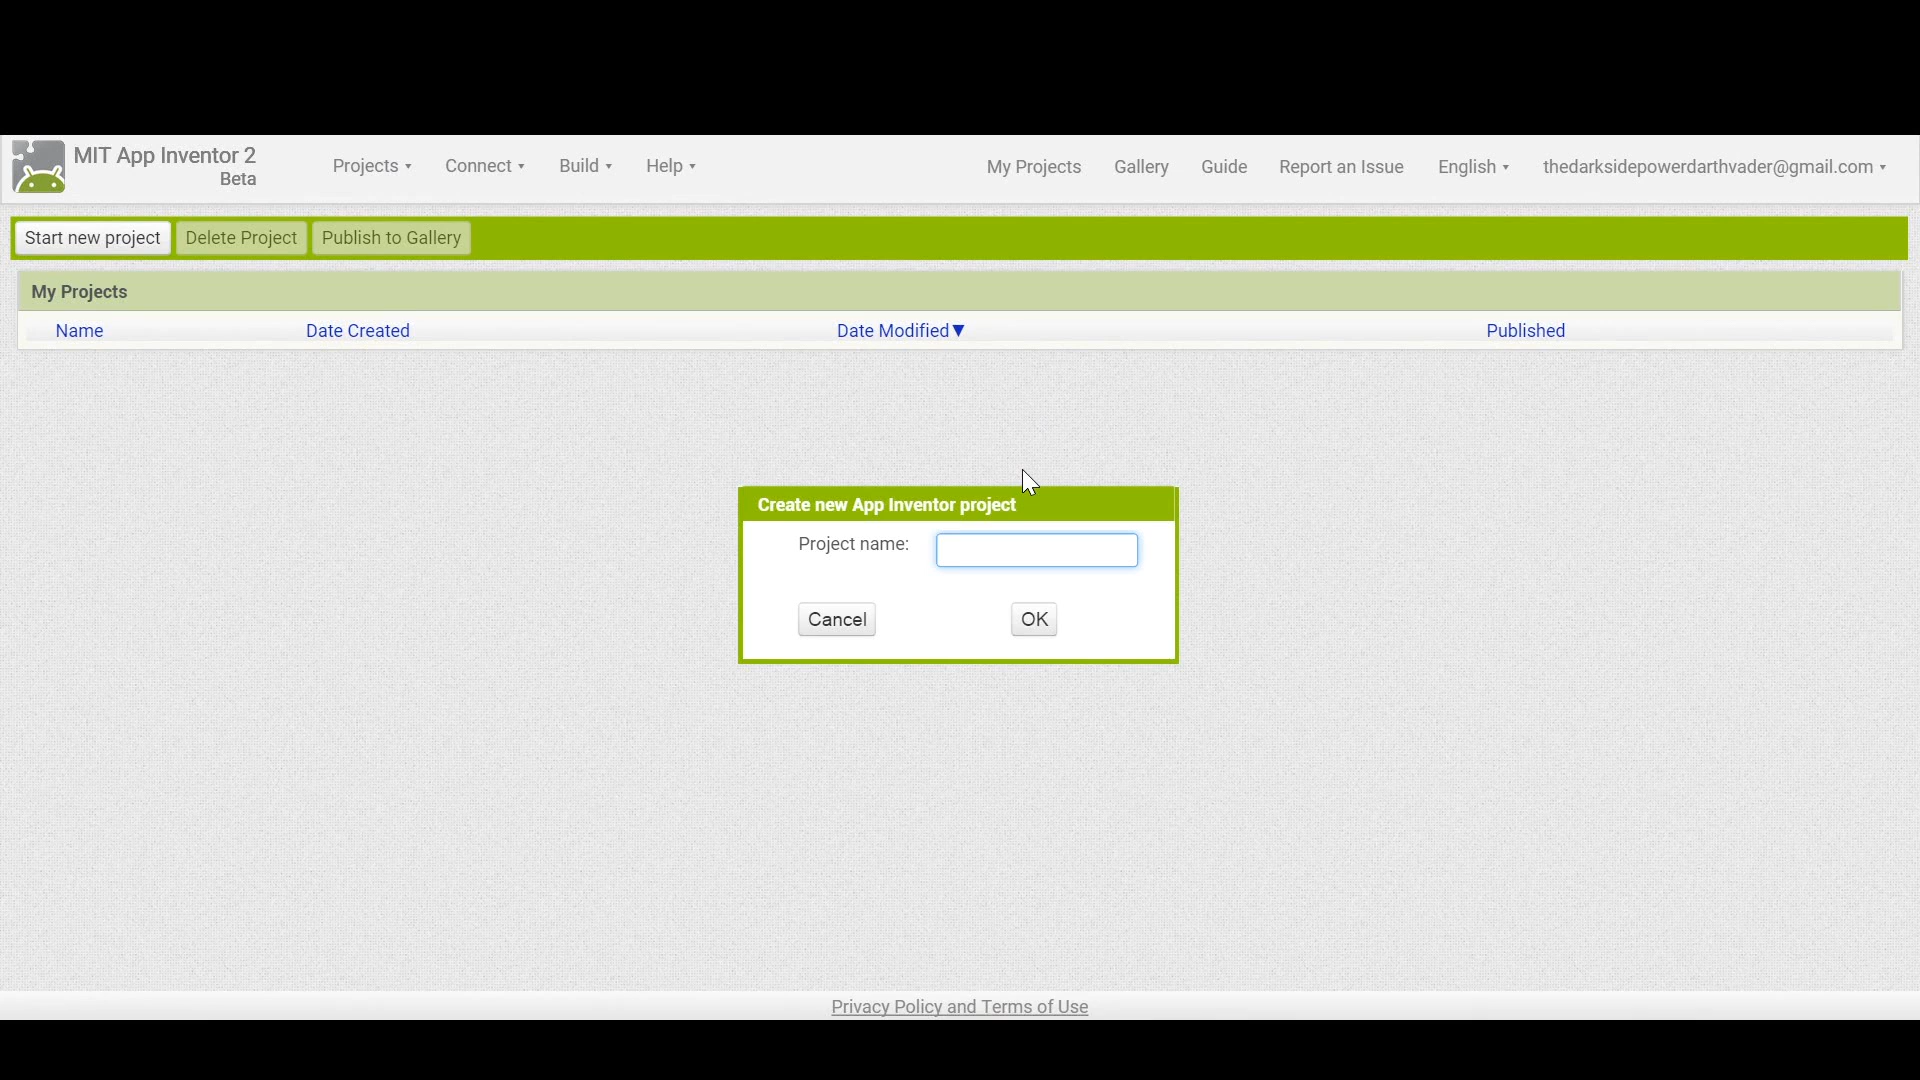 MIT App Inventor 2
Beta
Projects Connect Build Help My Projects Gallery Guide Report an Issue English thedarksidepowerdarthvader@gmail.com
Start new project Delete Project Publish to Gallery
My Projects
Name Date Created Date Modified▼ Published
Create new App Inventor project
Project name:
Cancel OK
Privacy Policy and Terms of Use